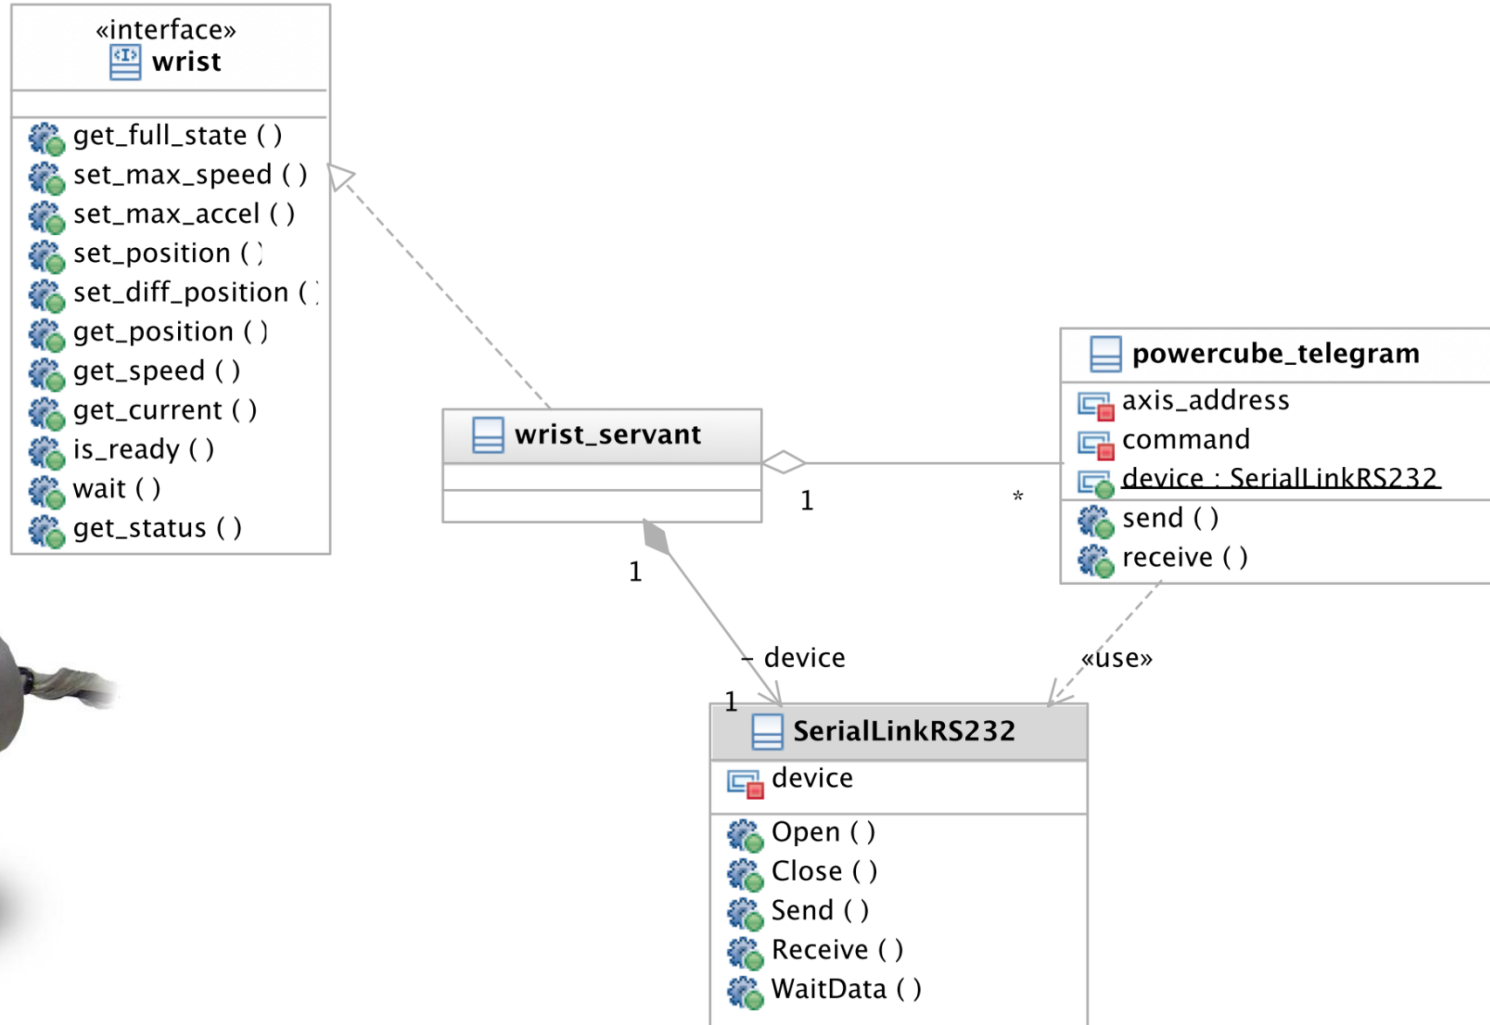 «interface»
wrist
get_full_state ( )
set_max_speed ( )
set_max_accel ( )
set_position ( )
set_diff_position ( )
get_position ( )
get_speed ( )
get_current ( )
is_ready ( )
wait ( )
get_status ( )
wrist_servant
1
*
1
powercube_telegram
axis_address
command
device : SerialLinkRS232
send ( )
receive ( )
- device
«use»
1
SerialLinkRS232
device
Open ( )
Close ( )
Send ( )
Receive ( )
WaitData ( )